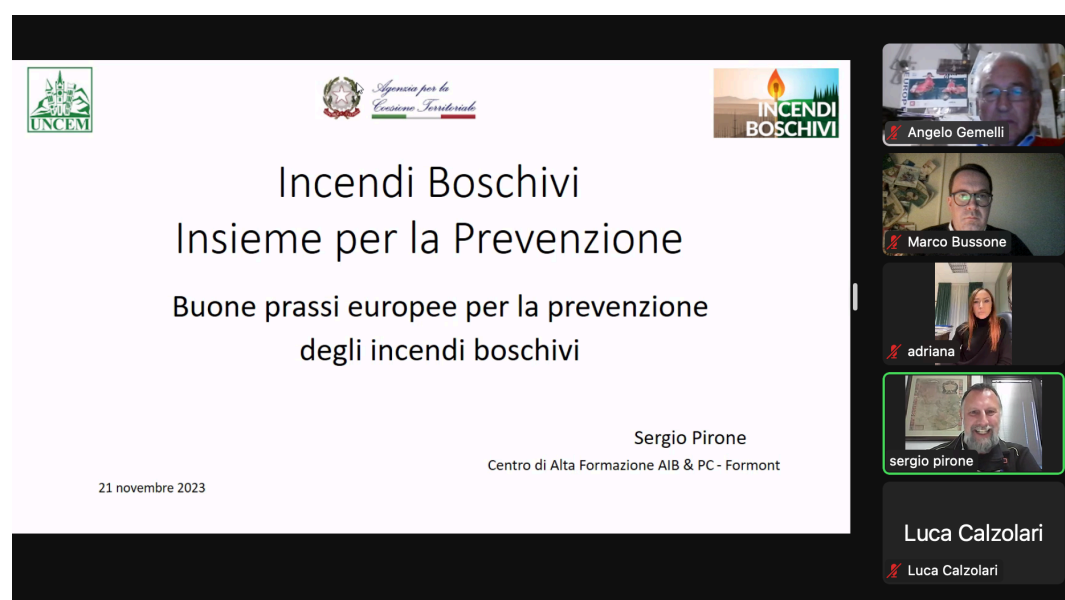 UNCEM
Agenzia per la
Coesione Territoriale
INCENDI
BOSCHIVI
Incendi Boschivi
Insieme per la Prevenzione
Buone prassi europee per la prevenzione
degli incendi boschivi
Sergio Pirone
Centro di Alta Formazione AIB & PC - Formont
21 novembre 2023
Angelo Gemelli
Marco Bussone
adriana
sergio pirone
Luca Calzolari
Luca Calzolari